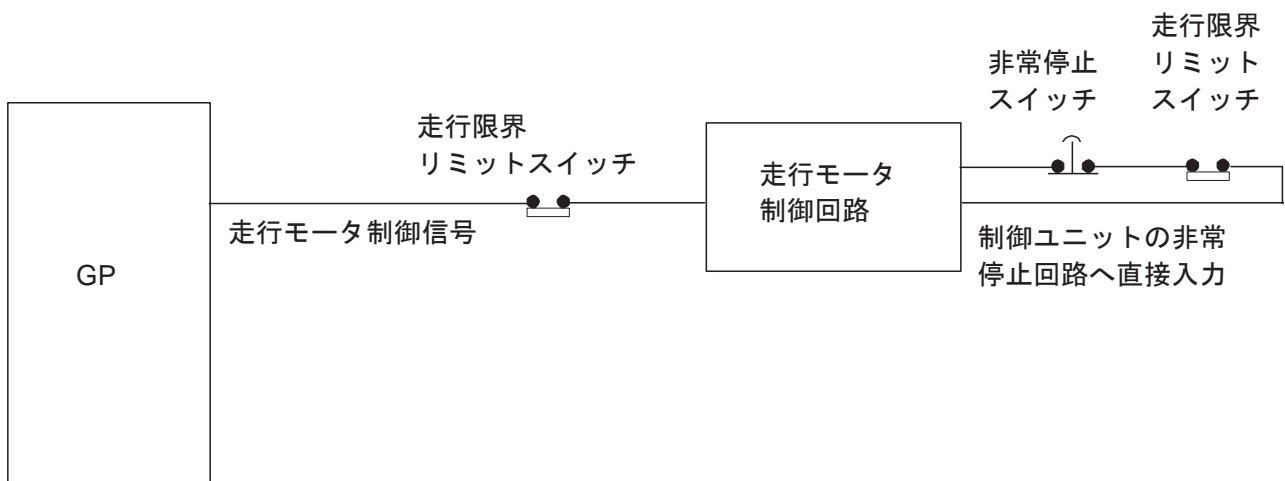 走行限界
リミット
スイッチ
非常停止
スイッチ
走行限界
リミットスイッチ
走行モータ
制御回路
走行モータ制御信号
制御ユニットの非常
停止回路へ直接入力
GP